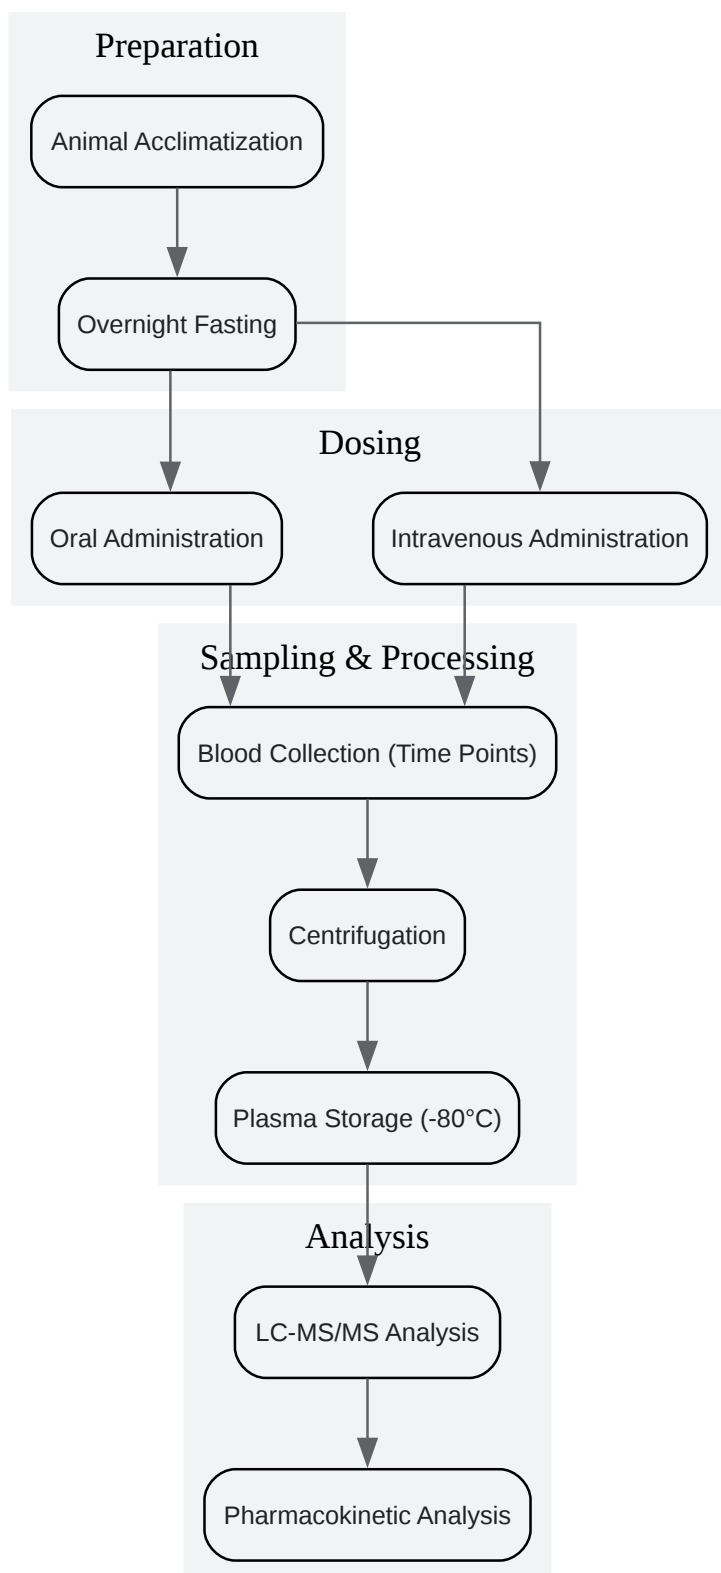 Preparation
Animal Acclimatization
Overnight Fasting
Dosing
Oral Administration
Intravenous Administration
Sampling & Processing
Blood Collection (Time Points)
Centrifugation
Plasma Storage (-80°C)
Analysis
LC-MS/MS Analysis
Pharmacokinetic Analysis